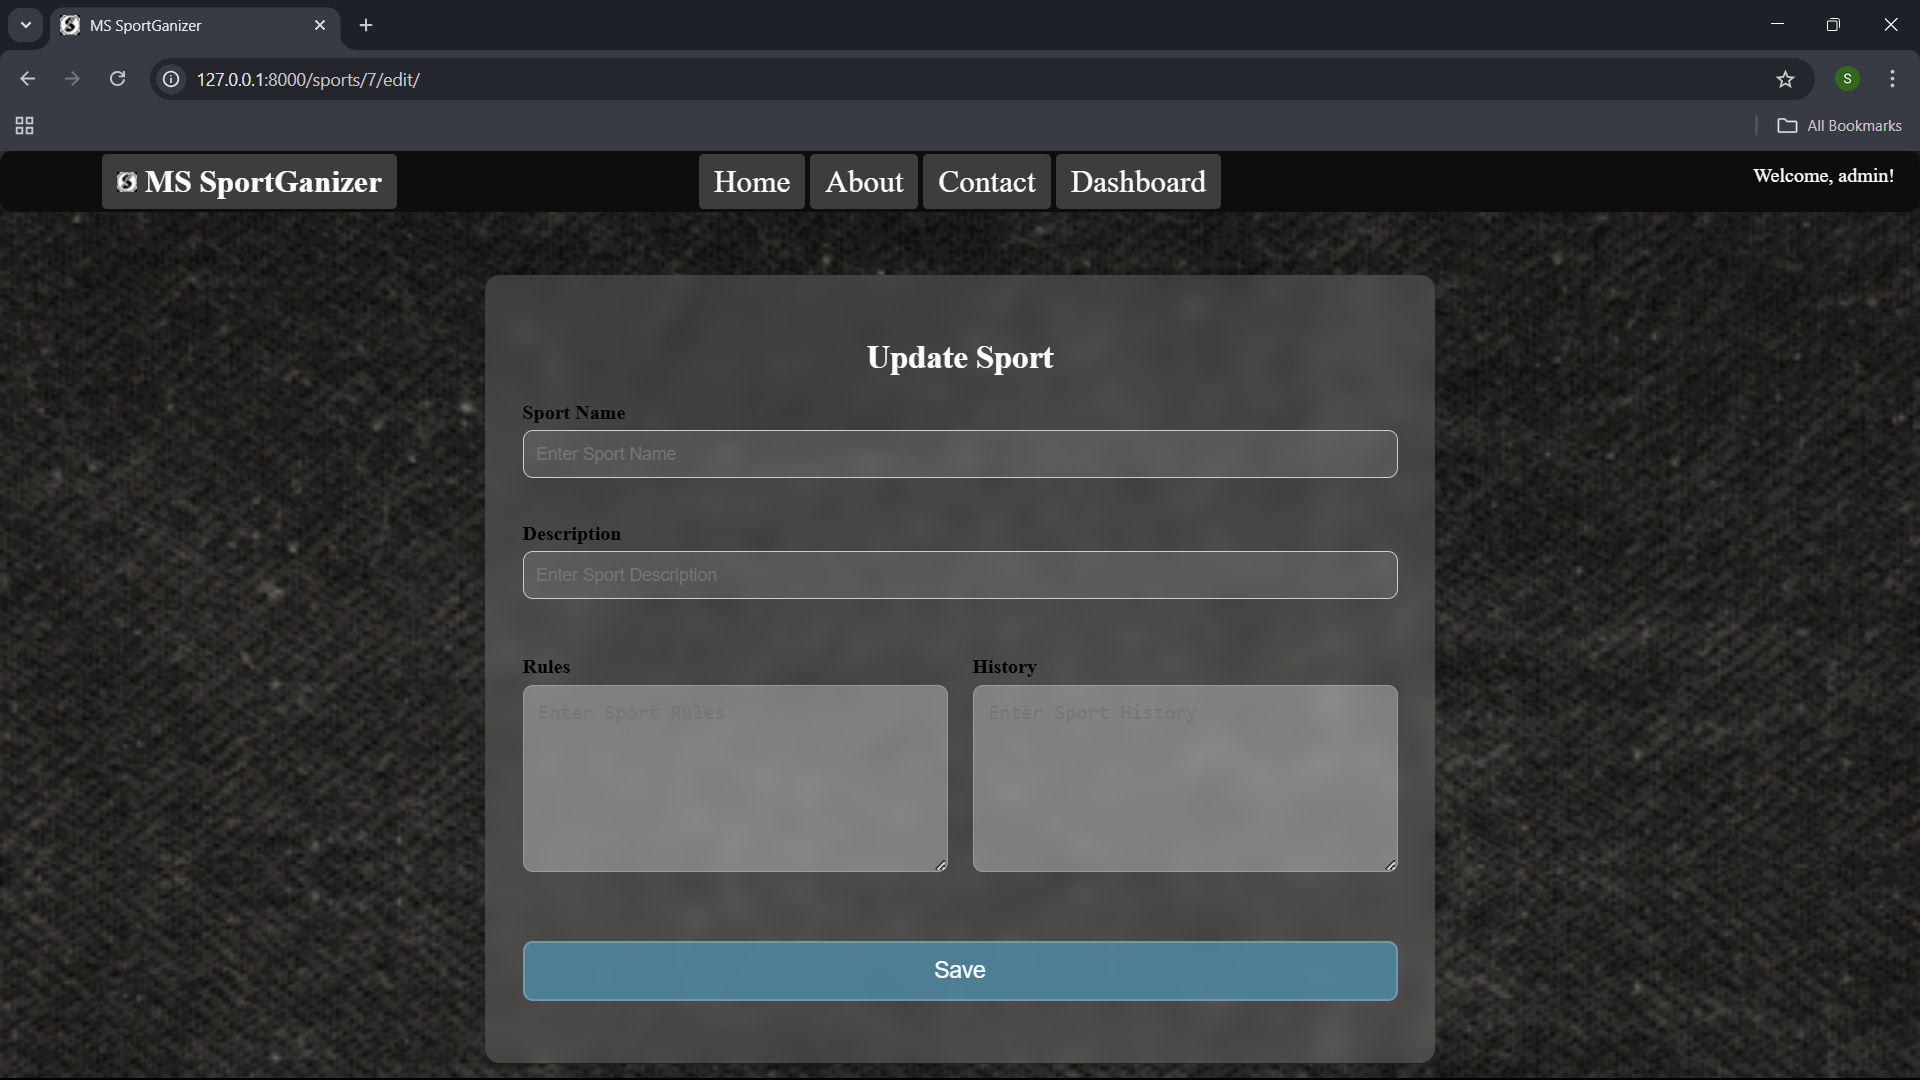 MS SportGanizer
127.0.0.1:8000/sports/7/edit/
S
All Bookmarks
MS SportGanizer
Home
About
Contact
Dashboard
Welcome, admin!
Update Sport
Sport Name
Enter Sport Name
Description
Enter Sport Description
Rules
History
Enter Sport Rules
Enter Sport History
Save